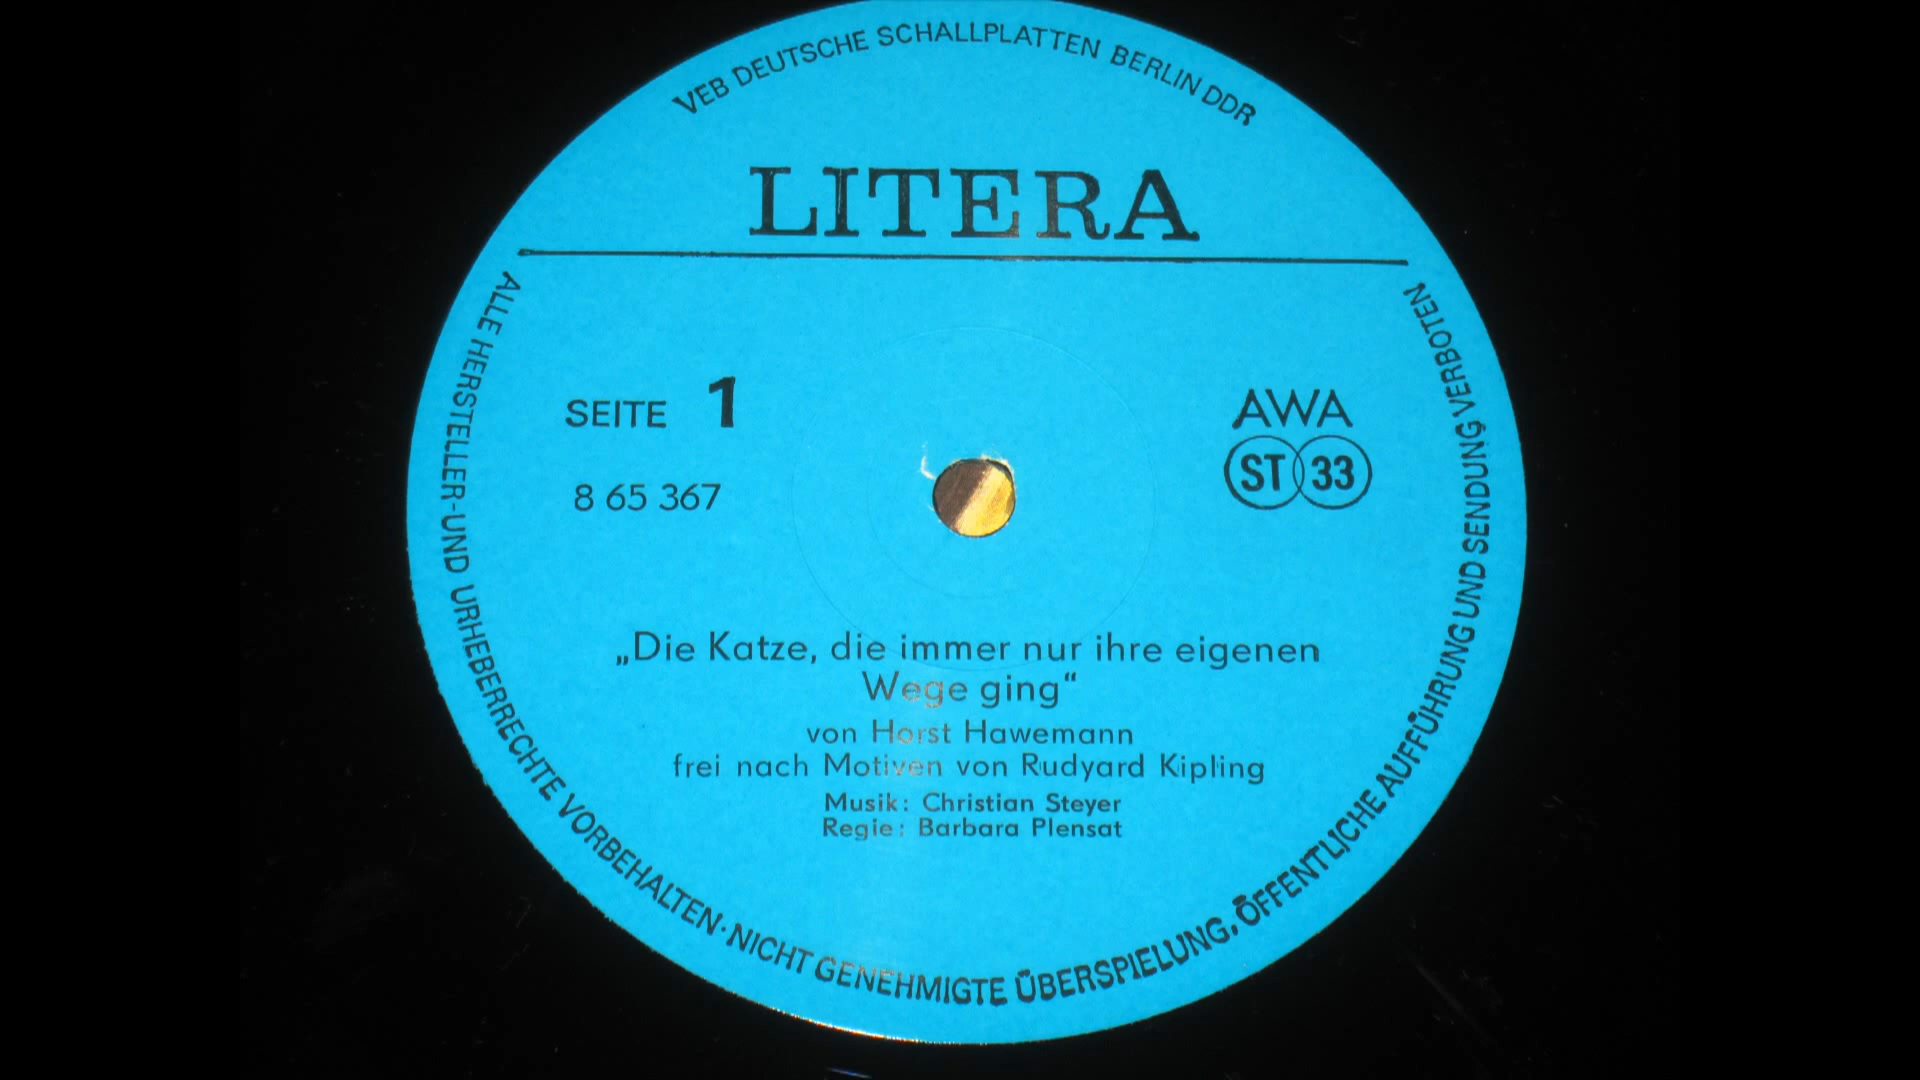 VEB DEUTSCHE SCHALLPLATTEN BERLIN DDR
LITERA
SEITE 1
8 65 367
AWA
ST 33
„Die Katze, die immer nur ihre eigenen
Wege ging“
von Horst Hawemann
frei nach Motiven von Rudyard Kipling
Musik: Christian Steyer
Regie: Barbara Plensat
ALLE HERSTELLER-UND URHEBERRECHTE VORBEHALTEN·NICHT GENEHMIGTE ÜBERSPIELUNG, ÖFFENTLICHE AUFFÜHRUNG UND SENDUNG VERBOTEN